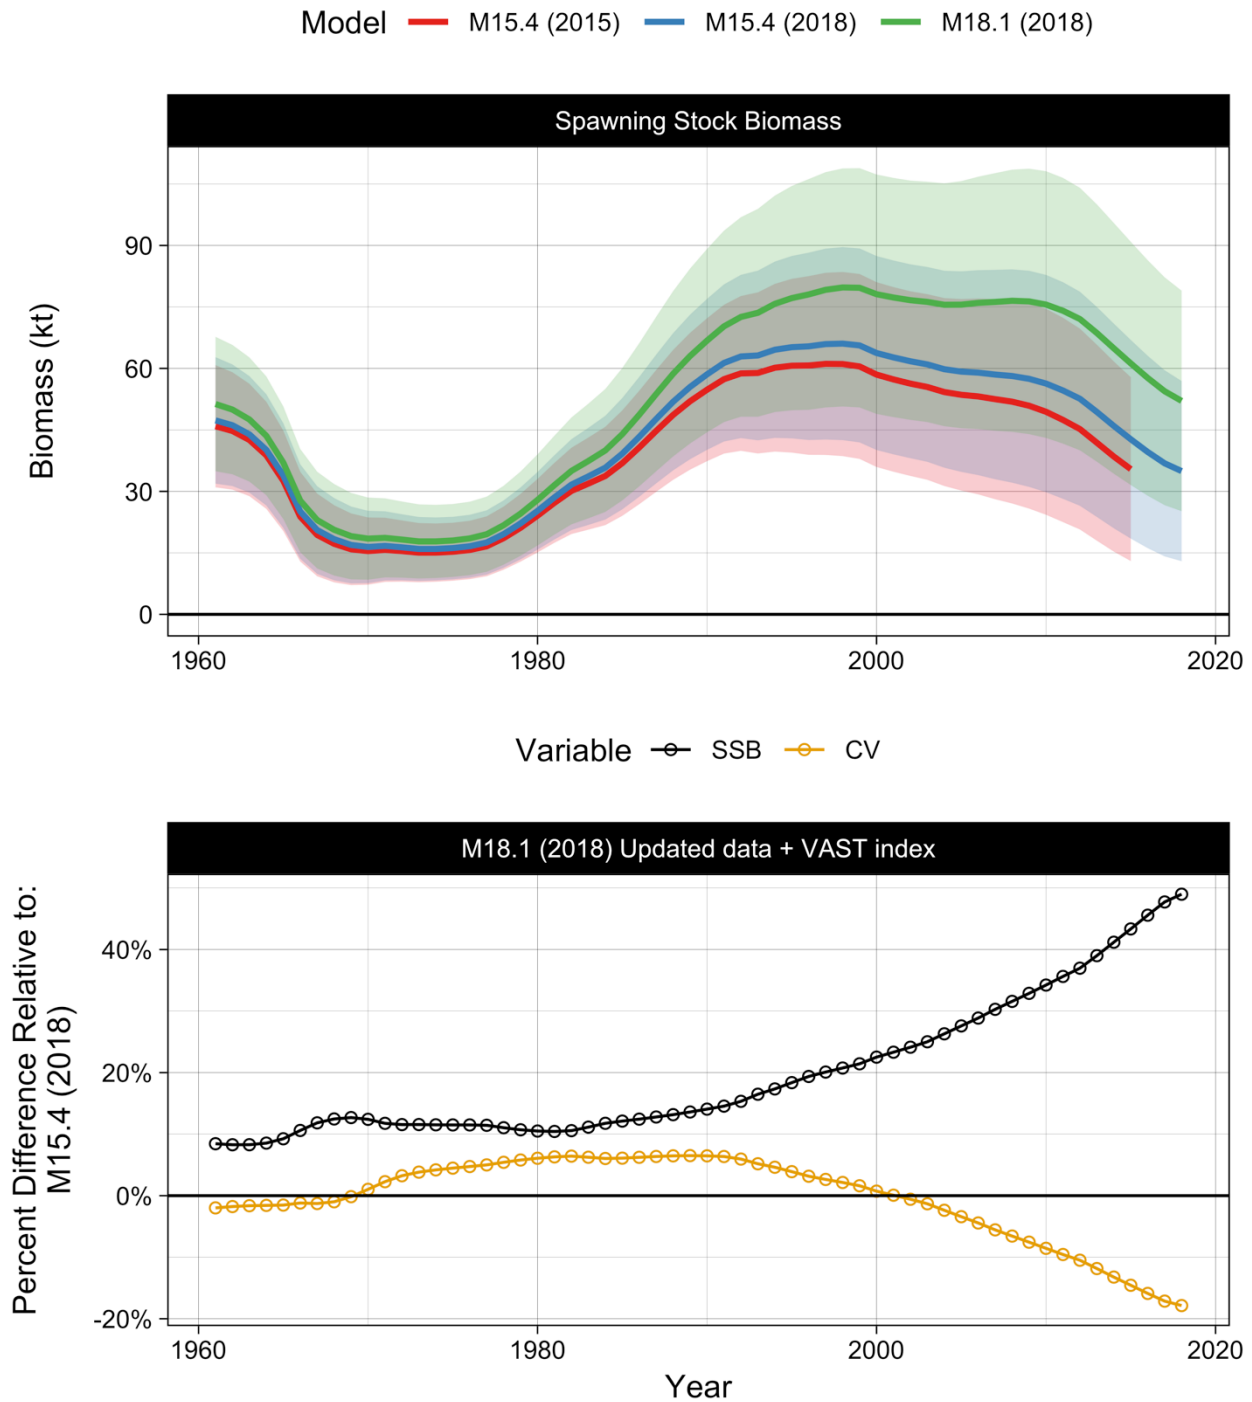 Model M15.4 (2015) M15.4 (2018) M18.1 (2018)
Spawning Stock Biomass
Biomass (kt)
90
60
30
0
1960 1980 2000 2020
Variable SSB CV
M18.1 (2018) Updated data + VAST index
Percent Difference Relative to:
M15.4 (2018)
40%
20%
0%
-20%
1960 1980 2000 2020
Year